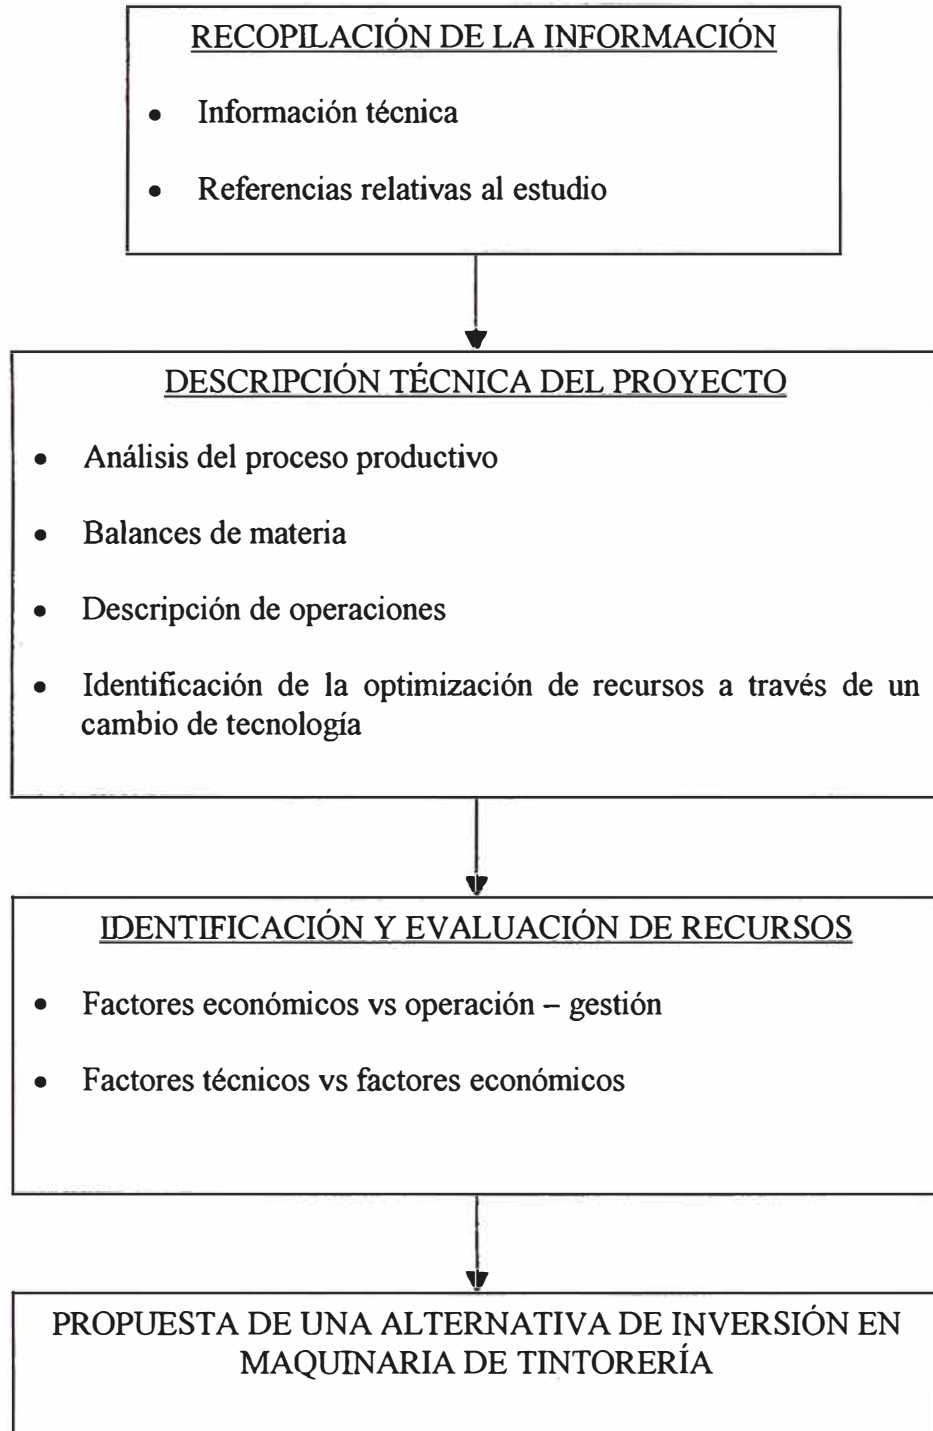 RECOPILACIÓN DE LA INFORMACIÓN
• Información técnica
• Referencias relativas al estudio
DESCRIPCIÓN TÉCNICA DEL PROYECTO
• Análisis del proceso productivo
• Balances de materia
• Descripción de operaciones
• Identificación de la optimización de recursos a través de un
cambio de tecnología
IDENTIFICACIÓN Y EVALUACIÓN DE RECURSOS
• Factores económicos vs operación – gestión
• Factores técnicos vs factores económicos
PROPUESTA DE UNA ALTERNATIVA DE INVERSIÓN EN
MAQUINARIA DE TINTORERÍA